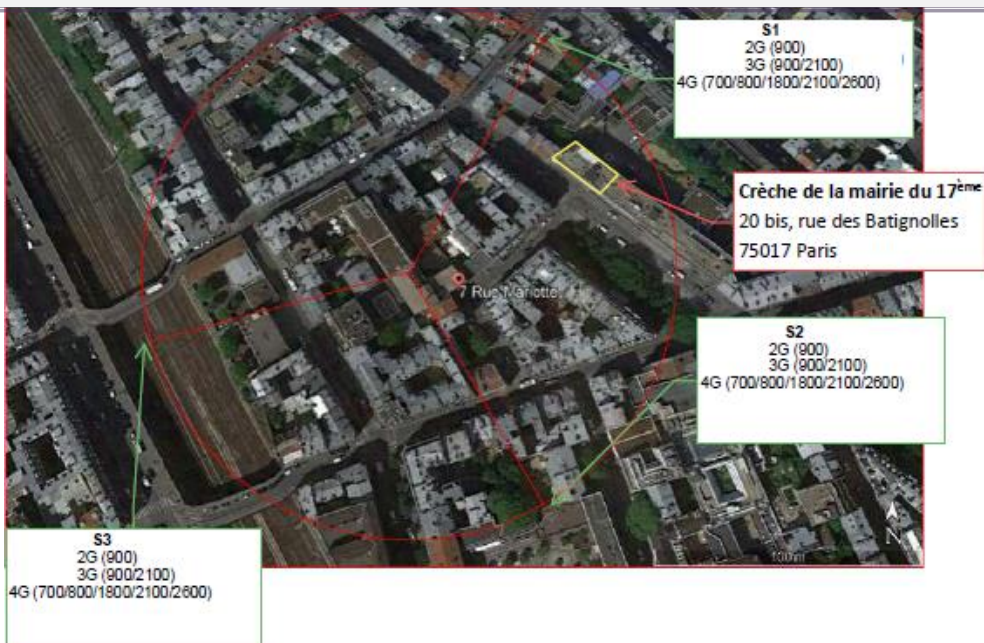 S1
2G (900)
3G (900/2100)
4G (700/800/1800/2100/2600)
Crèche de la mairie du 17ème
20 bis, rue des Batignolles
75017 Paris
7 Rue Mariotte
S2
2G (900)
3G (900/2100)
4G (700/800/1800/2100/2600)
S3
2G (900)
3G (900/2100)
4G (700/800/1800/2100/2600)
N
100m